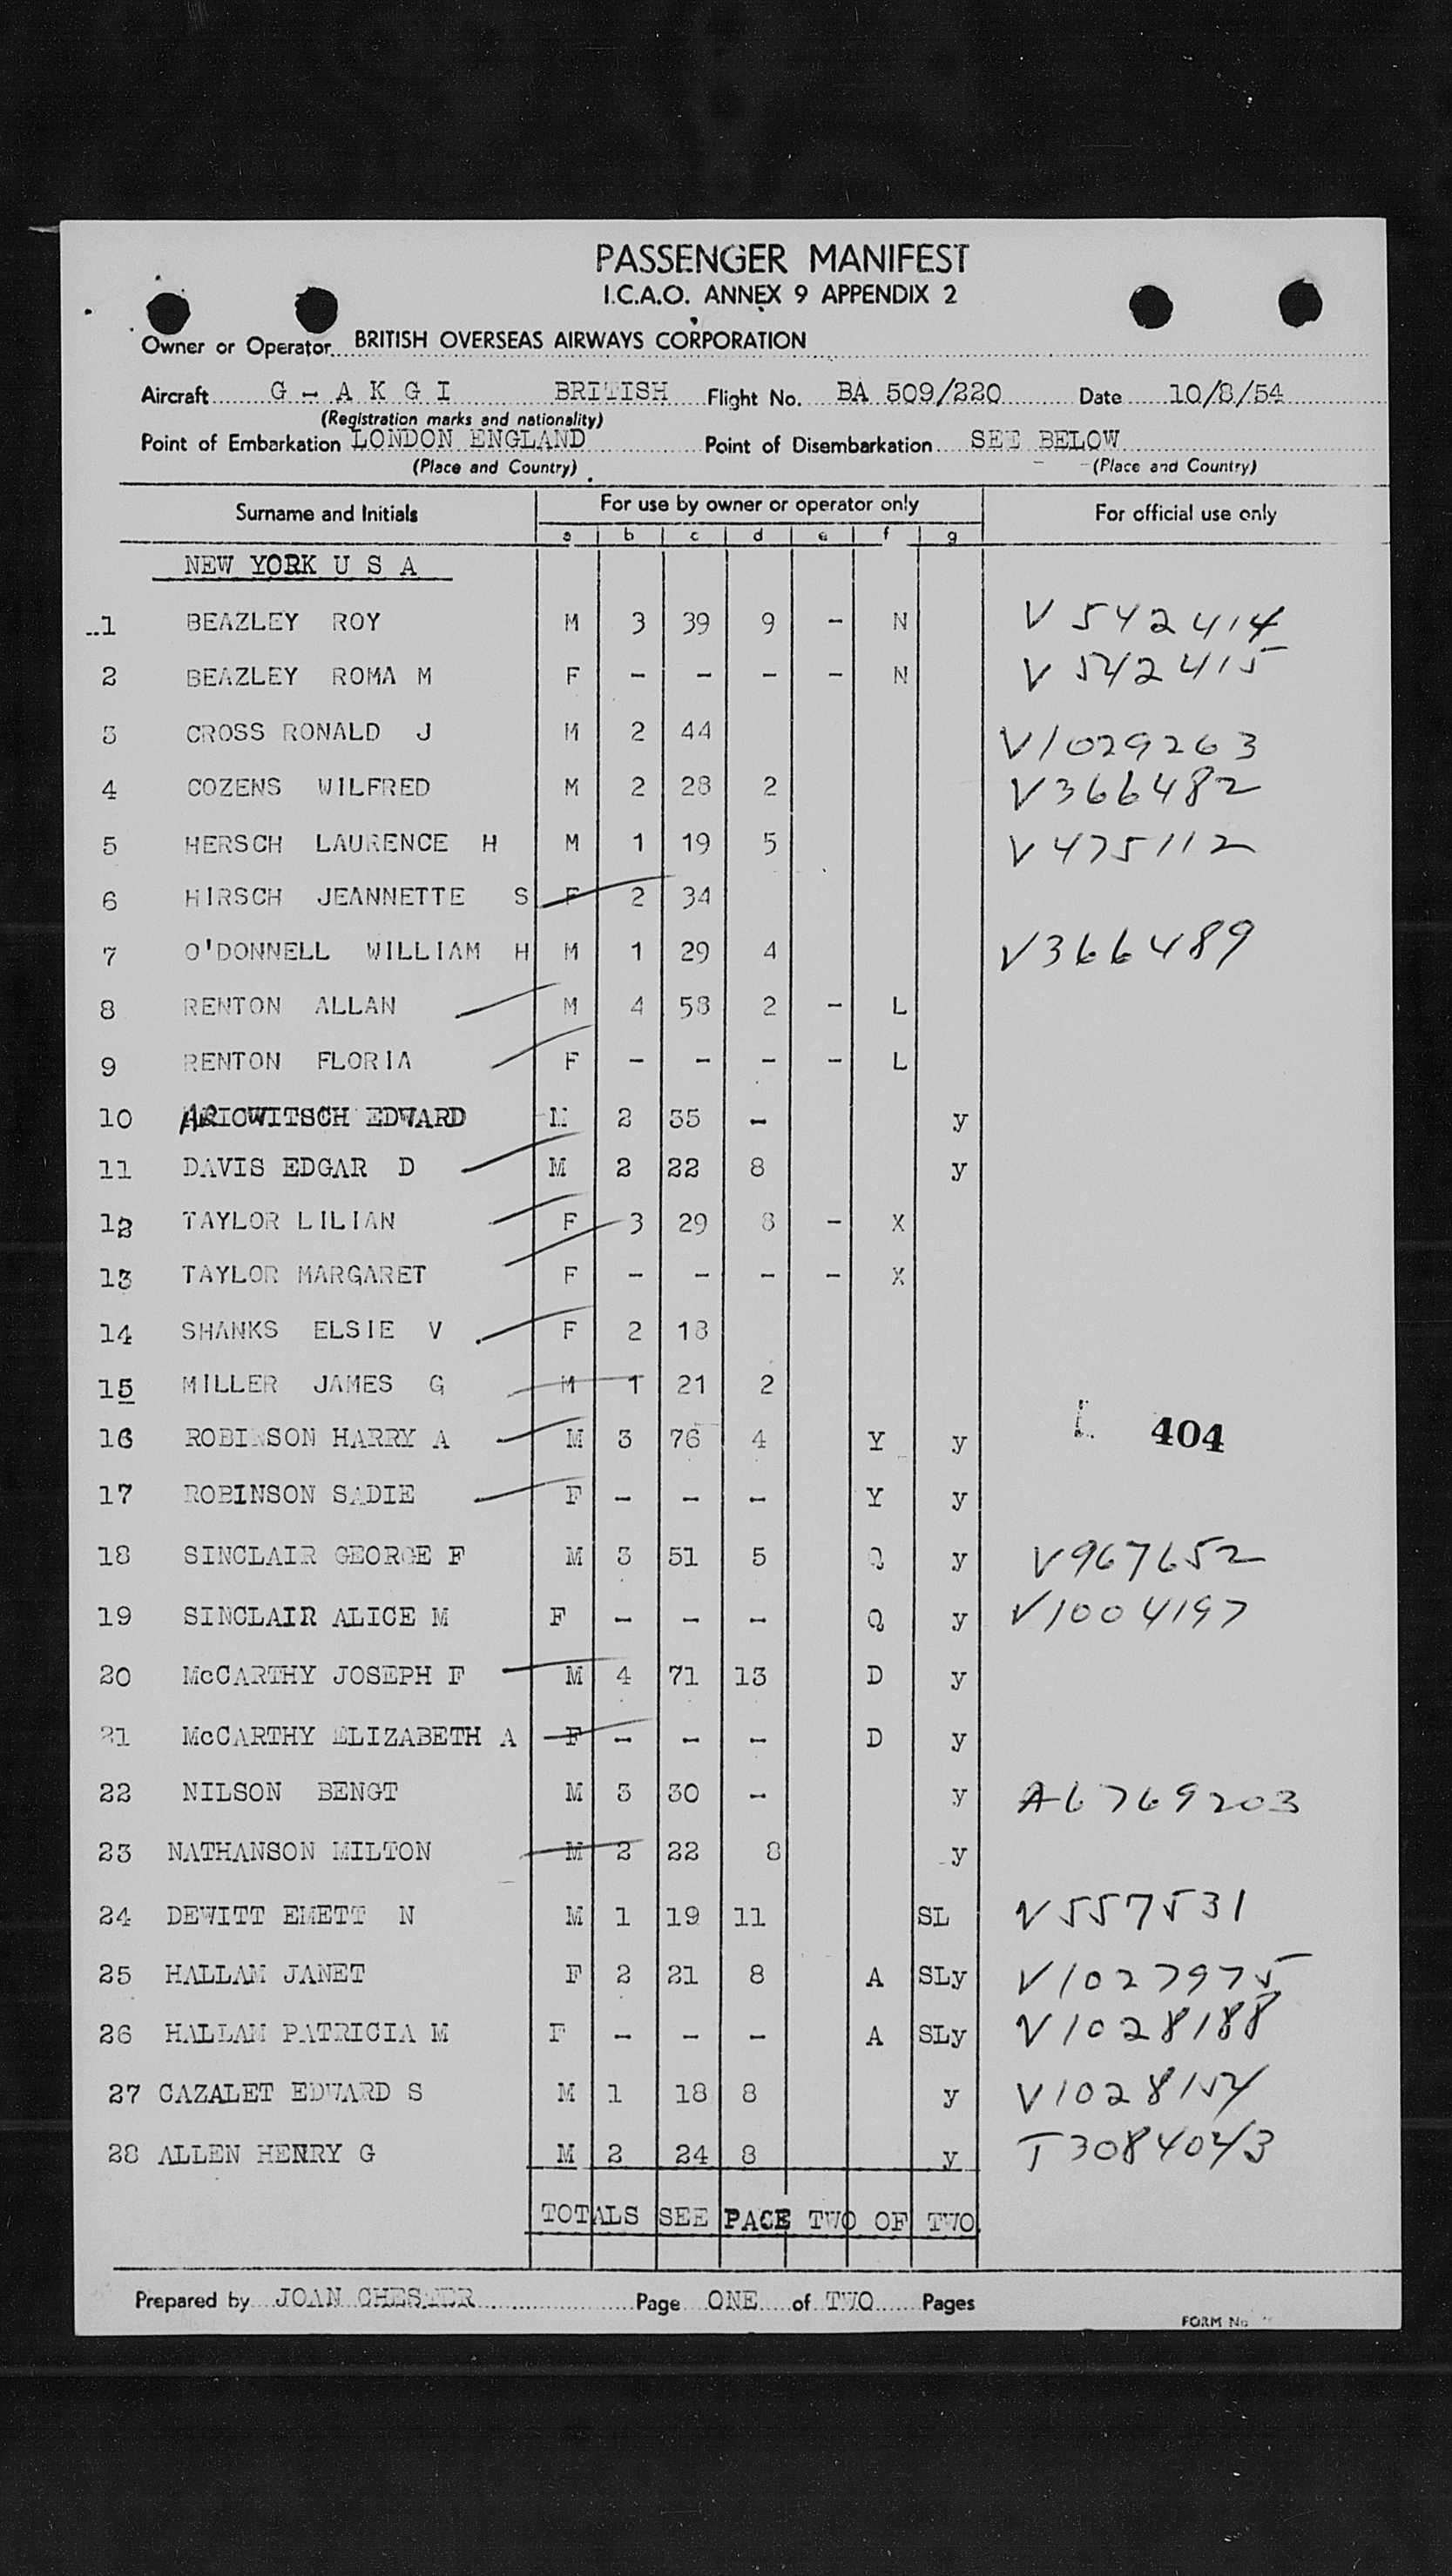 PASSENGER MANIFEST
I.C.A.O. ANNEX 9 APPENDIX 2
Owner or Operator BRITISH OVERSEAS AIRWAYS CORPORATION
Aircraft G - A K G I BRITISH Flight No. BA 509/220 Date 10/8/54
(Registration marks and nationality)
Point of Embarkation LONDON ENGLAND Point of Disembarkation SEE BELOW
(Place and Country) (Place and Country)
Surname and Initials For use by owner or operator only For official use only
a b c d e f g
NEW YORK U S A
1 BEAZLEY ROY M 3 39 9 - N V 542414
2 BEAZLEY ROMA M F - - - - N V 542415
3 CROSS RONALD J M 2 44 V1029263
4 COZENS WILFRED M 2 28 2 V366482
5 HERSCH LAURENCE H M 1 19 5 V475112
6 HIRSCH JEANNETTE S F 2 34
7 O'DONNELL WILLIAM H M 1 29 4 V366489
8 RENTON ALLAN M 4 58 2 - L
9 RENTON FLORIA F - - - - L
10 ARIOWITSCH EDWARD M 2 35 - y
11 DAVIS EDGAR D M 2 22 8 y
12 TAYLOR LILIAN F 3 29 8 - X
13 TAYLOR MARGARET F - - - - X
14 SHANKS ELSIE V F 2 18
15 MILLER JAMES G M 1 21 2
16 ROBINSON HARRY A M 3 76 4 Y y L 404
17 ROBINSON SADIE F - - - Y y
18 SINCLAIR GEORGE F M 3 51 5 Q y V967652
19 SINCLAIR ALICE M F - - - Q y V1004197
20 McCARTHY JOSEPH F M 4 71 13 D y
21 McCARTHY ELIZABETH A F - - - D y
22 NILSON BENGT M 3 30 - y A6769203
23 NATHANSON MILTON M 2 22 8 y
24 DEWITT EMETT N M 1 19 11 SL V557531
25 HALLAM JANET F 2 21 8 A SLy V1027975
26 HALLAM PATRICIA M F - - - A SLy V1028188
27 CAZALET EDWARD S M 1 18 8 y V1028154
28 ALLEN HENRY G M 2 24 8 y T3084043
TOTALS SEE PAGE TWO OF TWO
Prepared by JOAN CHESTER Page ONE of TWO Pages
FORM No